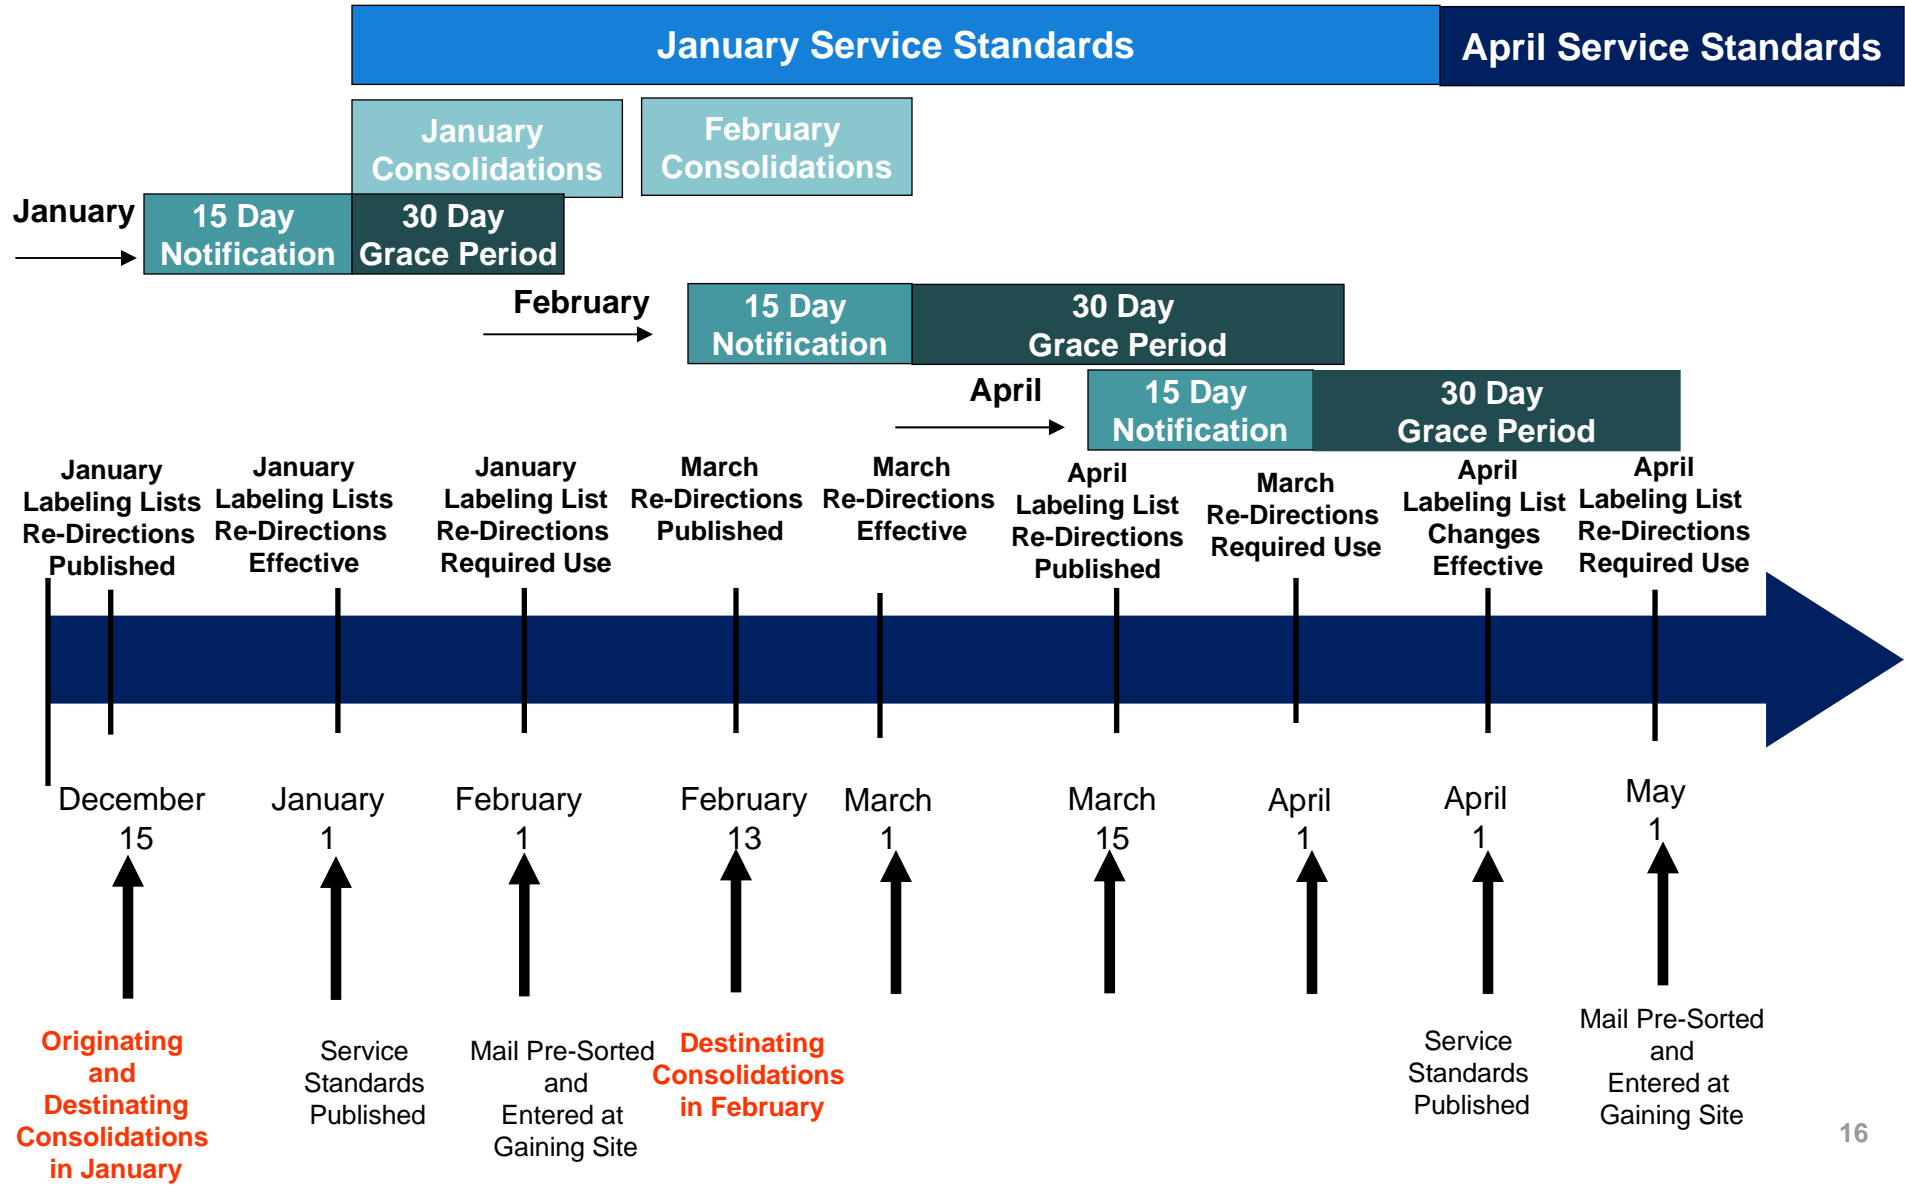 January Service Standards
April Service Standards
January
Consolidations
February
Consolidations
January
15 Day
Notification
30 Day
Grace Period
February
15 Day
Notification
30 Day
Grace Period
April
15 Day
Notification
30 Day
Grace Period
January
Labeling Lists
Re-Directions
Published
January
Labeling Lists
Re-Directions
Effective
January
Labeling List
Re-Directions
Required Use
March
Re-Directions
Published
March
Re-Directions
Effective
April
Labeling List
Re-Directions
Published
March
Re-Directions
Required Use
April
Labeling List
Changes
Effective
April
Labeling List
Re-Directions
Required Use
December
15
January
1
February
1
February
13
March
1
March
15
April
1
April
1
May
1
Originating
and
Destinating
Consolidations
in January
Service
Standards
Published
Mail Pre-Sorted
and
Entered at
Gaining Site
Destinating
Consolidations
in February
Service
Standards
Published
Mail Pre-Sorted
and
Entered at
Gaining Site
16